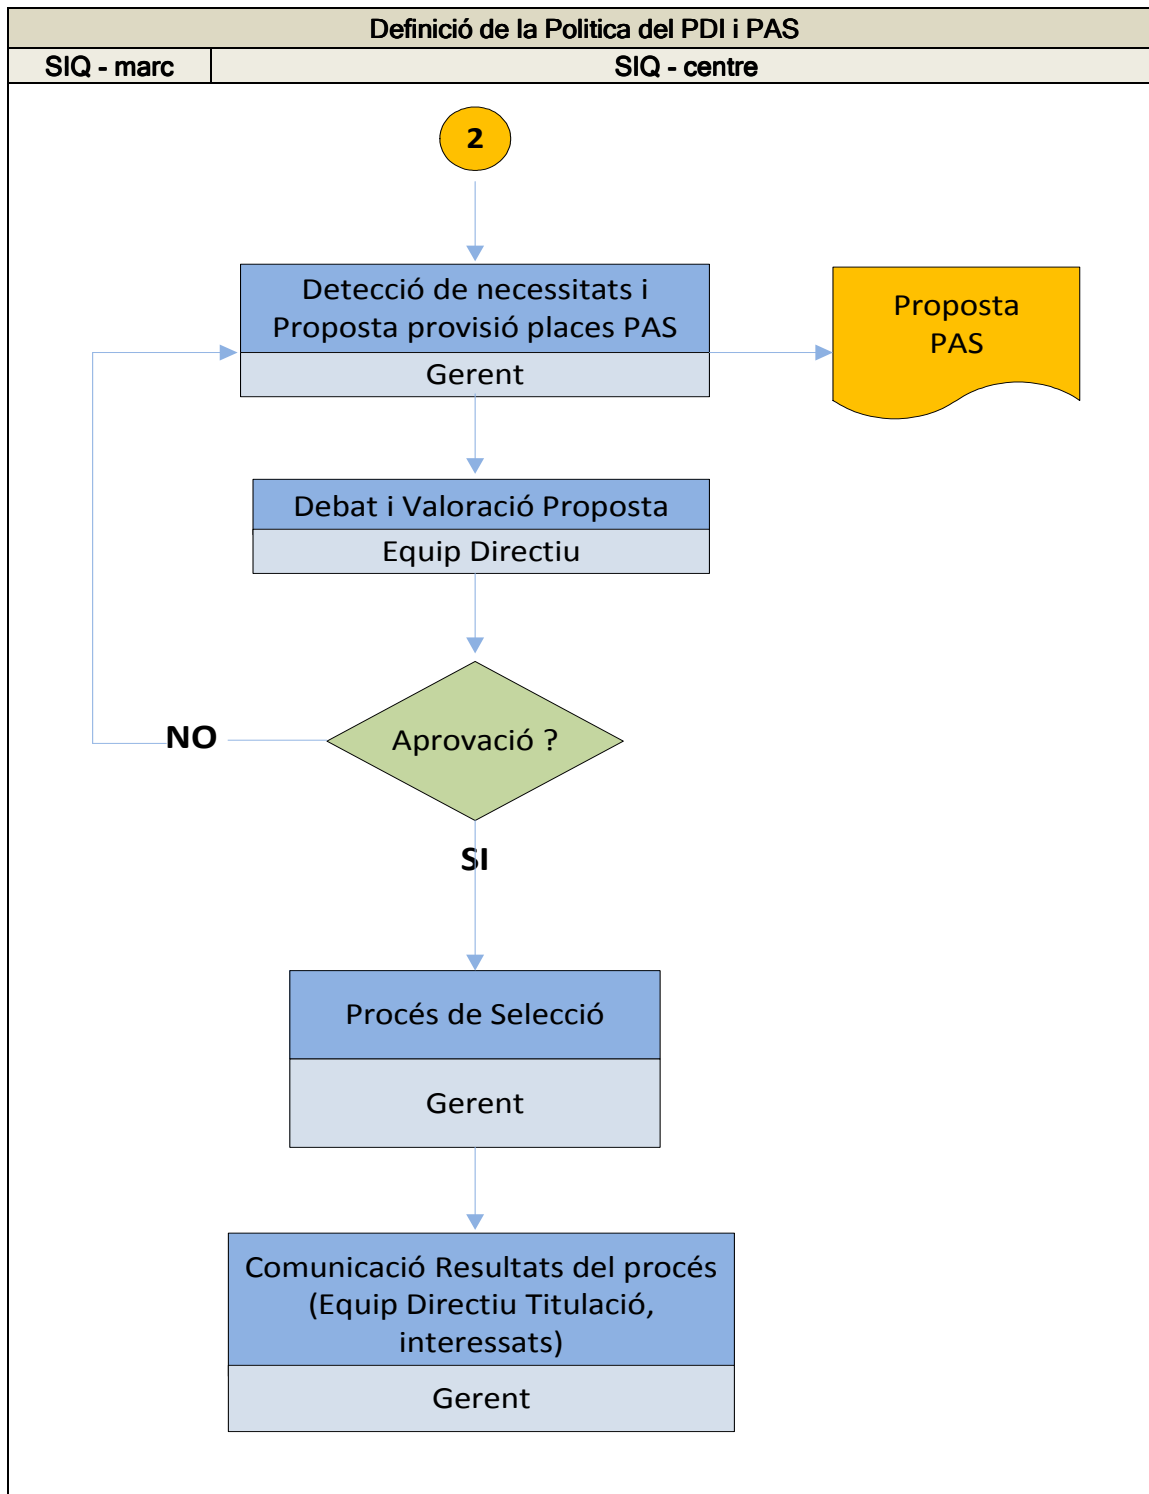 Definició de la Politica del PDI i PAS
SIQ - marc
SIQ - centre
2
Detecció de necessitats i
Proposta provisió places PAS
Gerent
Proposta
PAS
Debat i Valoració Proposta
Equip Directiu
Aprovació ?
NO
SI
Procés de Selecció
Gerent
Comunicació Resultats del procés
(Equip Directiu Titulació,
interessats)
Gerent